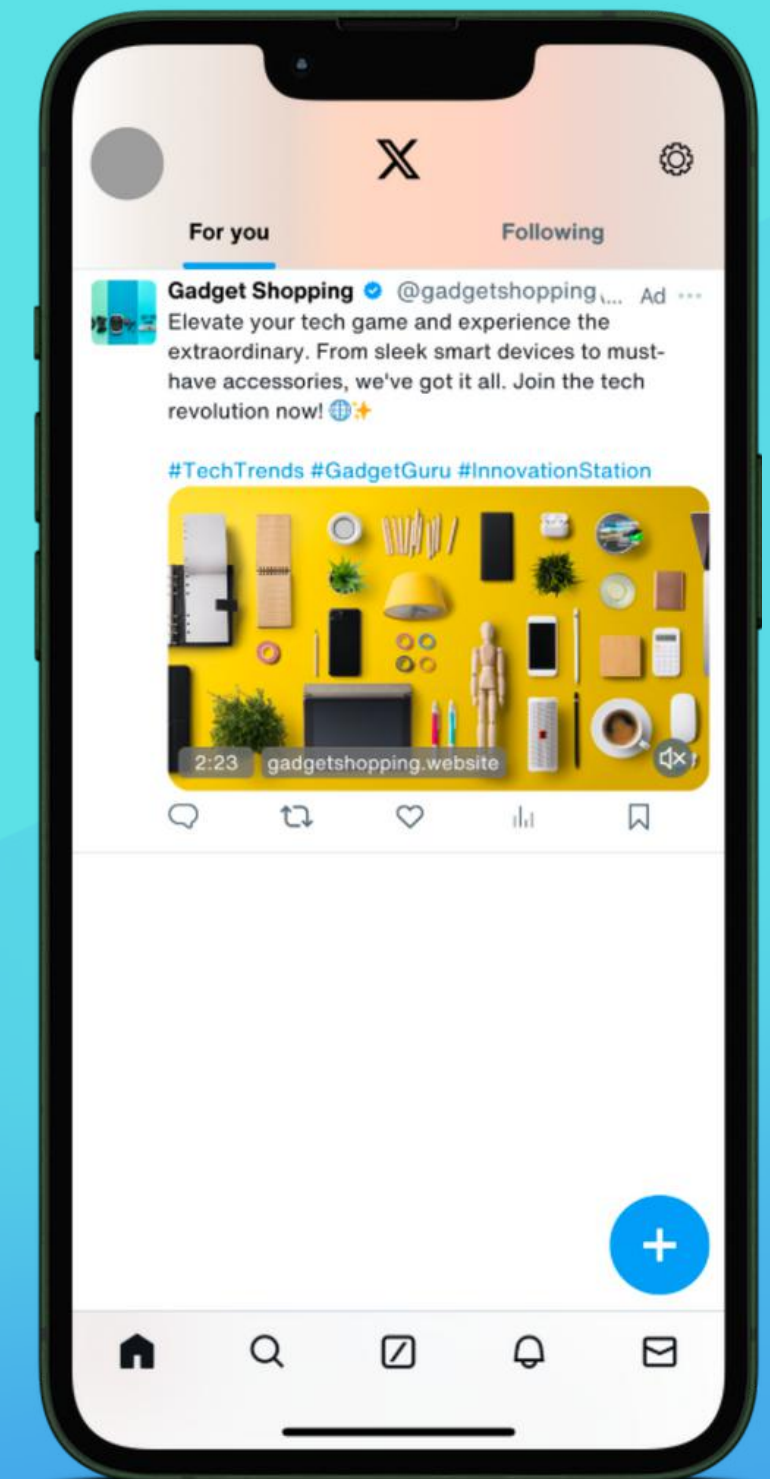 𝕏
For you Following
Gadget Shopping @gadgetshopping\... Ad
Elevate your tech game and experience the
extraordinary. From sleek smart devices to must-
have accessories, we've got it all. Join the tech
revolution now! 🌐✨
#TechTrends #GadgetGuru #InnovationStation
2:23 gadgetshopping.website